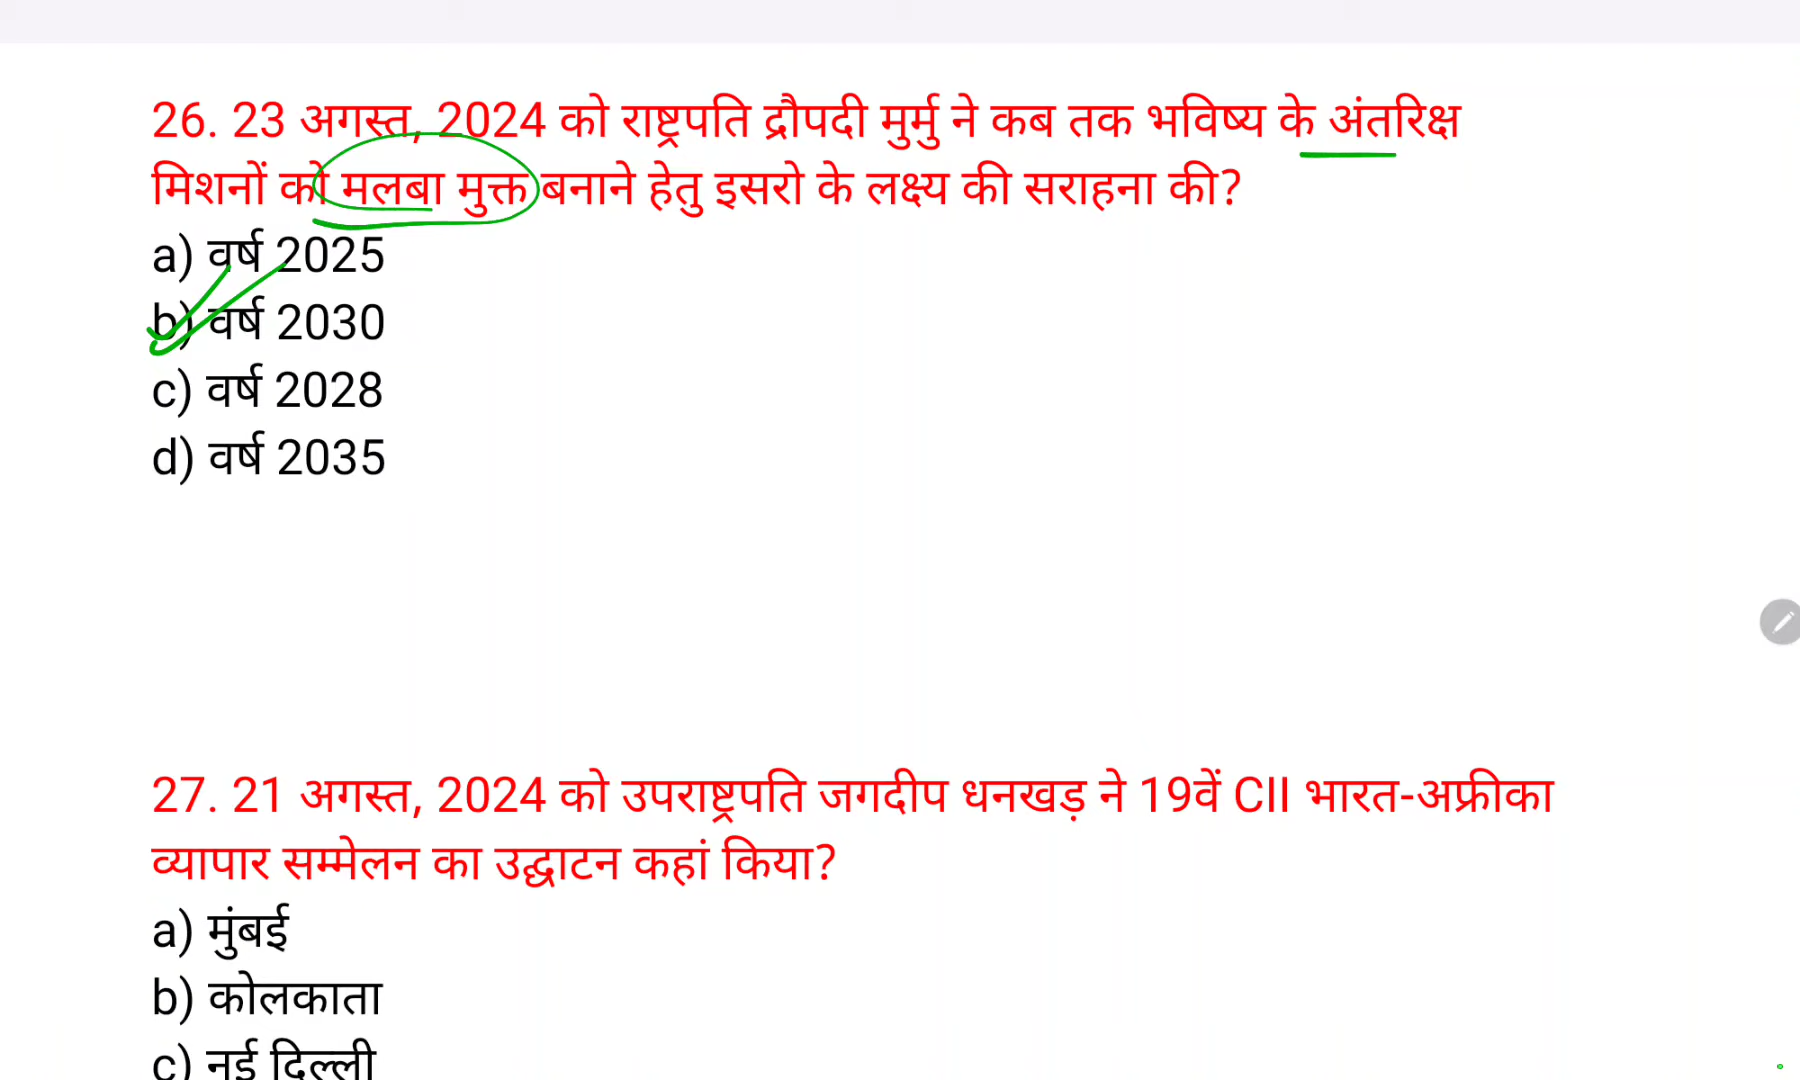 26. 23 अगस्त, 2024 को राष्ट्रपति द्रौपदी मुर्मु ने कब तक भविष्य के अंतरिक्ष
मिशनों को मलबा मुक्त बनाने हेतु इसरो के लक्ष्य की सराहना की?
a) वर्ष 2025
b) वर्ष 2030
c) वर्ष 2028
d) वर्ष 2035
27. 21 अगस्त, 2024 को उपराष्ट्रपति जगदीप धनखड़ ने 19वें CII भारत-अफ्रीका
व्यापार सम्मेलन का उद्घाटन कहां किया?
a) मुंबई
b) कोलकाता
c) नई दिल्ली